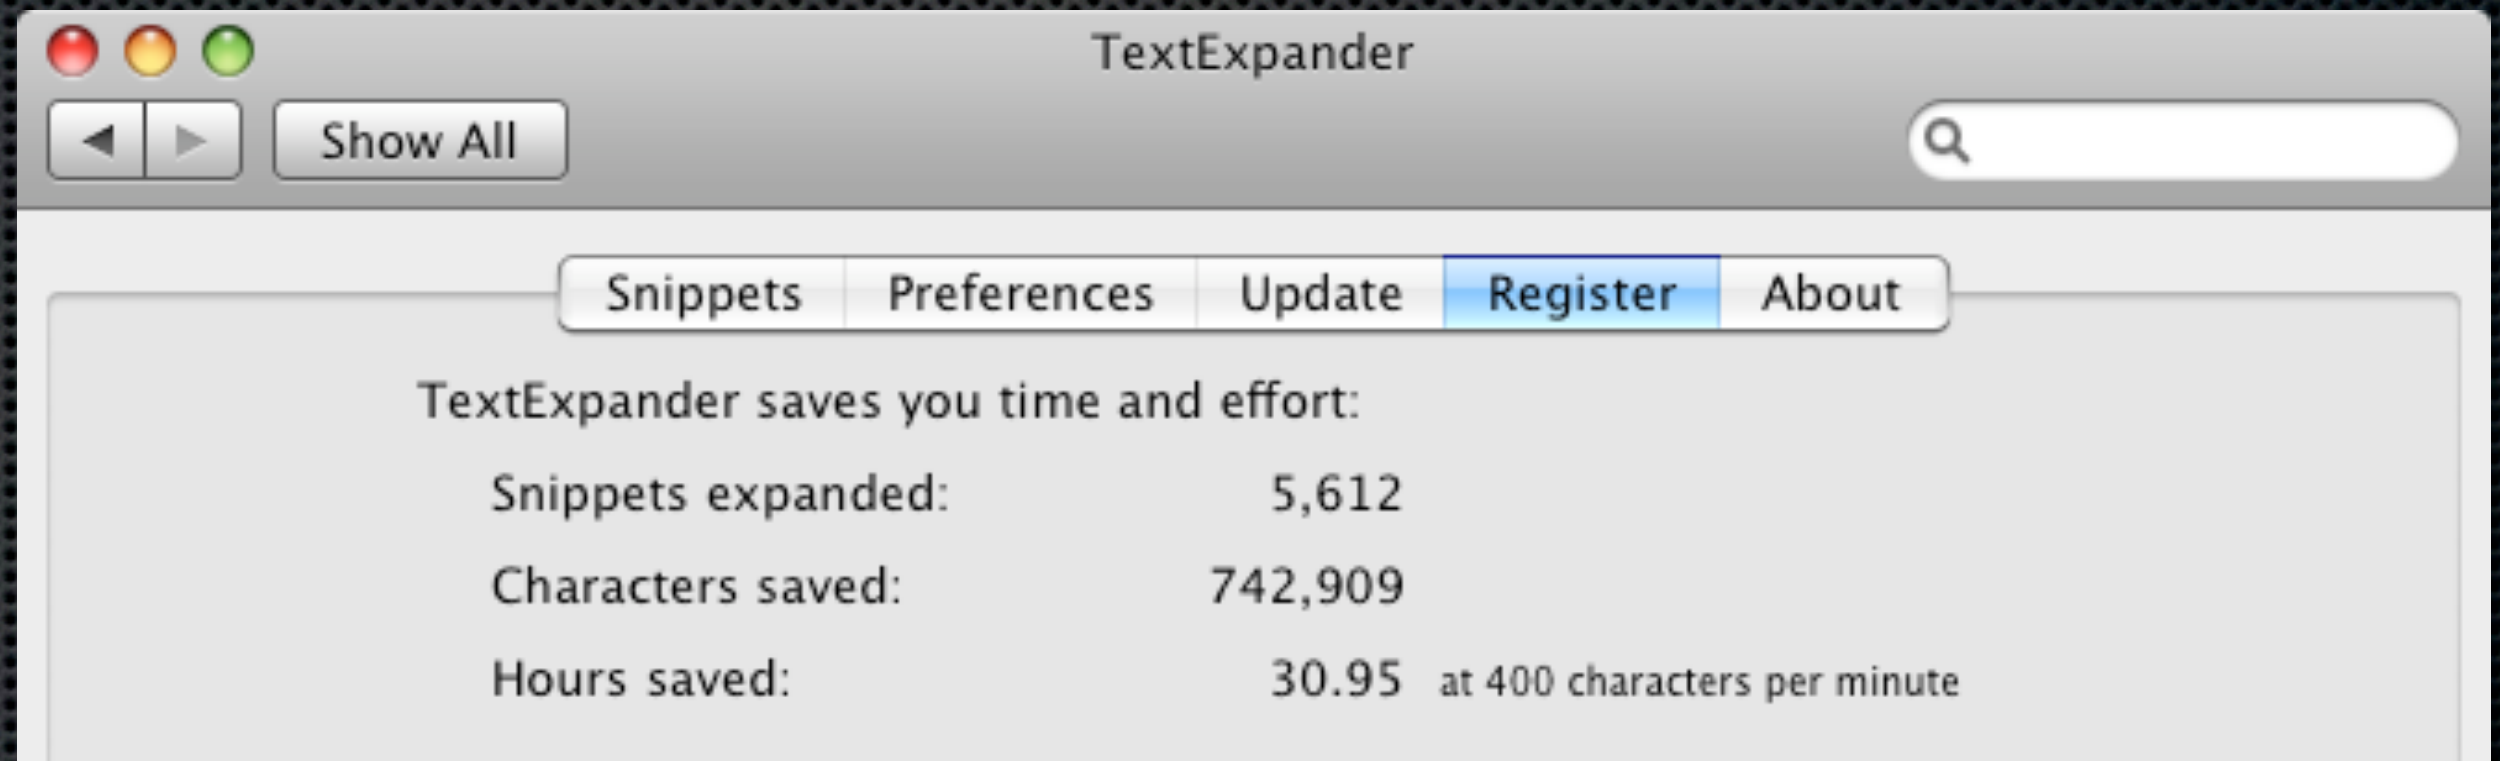 TextExpander
Show All
Snippets Preferences Update Register About
TextExpander saves you time and effort:
Snippets expanded: 5,612
Characters saved: 742,909
Hours saved: 30.95 at 400 characters per minute